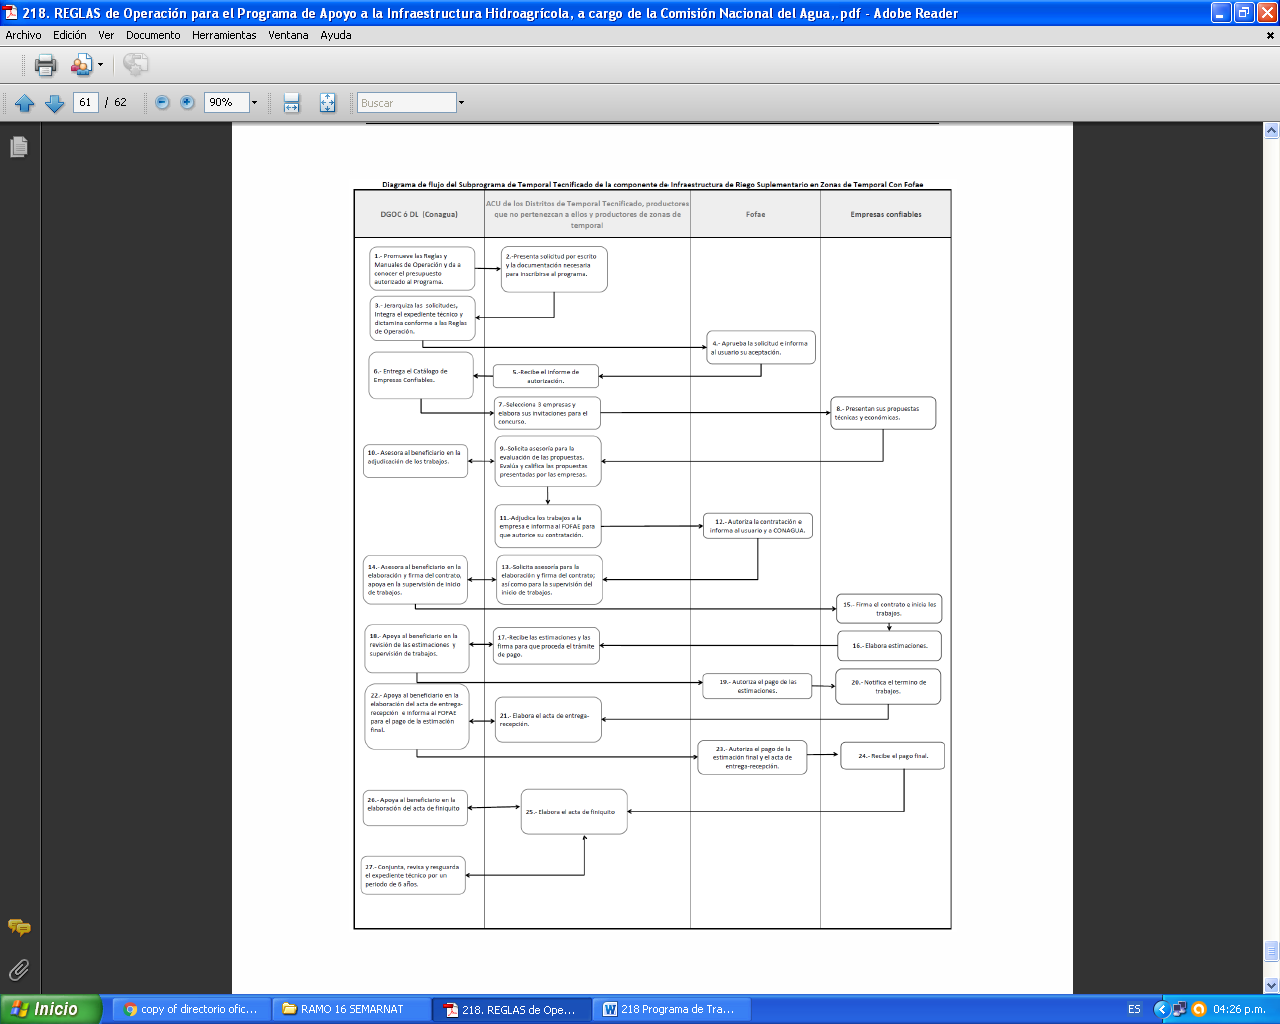 218. REGLAS de Operación para el Programa de Apoyo a la Infraestructura Hidroagrícola, a cargo de la Comisión Nacional del Agua,.pdf - Adobe Reader
Archivo Edición Ver Documento Herramientas Ventana Ayuda
61 / 62 90% Buscar
Diagrama de flujo del Subprograma de Temporal Tecnificado de la componente de: Infraestructura de Riego Suplementario en Zonas de Temporal Con Fofae
DGOC ó DL (Conagua)
ACU de los Distritos de Temporal Tecnificado, productores
que no pertenezcan a ellos y productores de zonas de
temporal
Fofae
Empresas confiables
1.- Promueve las Reglas y
Manuales de Operación y da a
conocer el presupuesto
autorizado al Programa.
2.-Presenta solicitud por escrito
y la documentación necesaria
para inscribirse al programa.
3.- Jerarquiza las solicitudes,
Integra el expediente técnico y
dictamina conforme a las Reglas
de Operación.
4.- Aprueba la solicitud e informa
al usuario su aceptación.
5.-Recibe el informe de
autorización.
6.- Entrega el Catálogo de
Empresas Confiables.
7.-Selecciona 3 empresas y
elabora sus invitaciones para el
concurso.
8.- Presentan sus propuestas
técnicas y económicas.
9.-Solicita asesoría para la
evaluación de las propuestas.
Evalúa y califica las propuestas
presentadas por las empresas.
10.- Asesora al beneficiario en la
adjudicación de los trabajos.
11.-Adjudica los trabajos a la
empresa e informa al FOFAE para
que autorice su contratación.
12.- Autoriza la contratación e
informa al usuario y a CONAGUA.
13.-Solicita asesoría para la
elaboración y firma del contrato;
así como para la supervisión del
inicio de trabajos.
14.- Asesora al beneficiario en la
elaboración y firma del contrato,
apoya en la supervisión de inicio
de trabajos.
15.- Firma el contrato e inicia los
trabajos.
16.- Elabora estimaciones.
17.-Recibe las estimaciones y las
firma para que proceda el trámite
de pago.
18.- Apoya al beneficiario en la
revisión de las estimaciones y
supervisión de trabajos.
19.- Autoriza el pago de las
estimaciones.
20.- Notifica el termino de
trabajos.
21.- Elabora el acta de entrega-
recepción.
22.- Apoya al beneficiario en la
elaboración del acta de entrega-
recepción e informa al FOFAE
para el pago de la estimación
final.
23.- Autoriza el pago de la
estimación final y el acta de
entrega-recepción.
24.- Recibe el pago final.
25.- Elabora el acta de finiquito
26.- Apoya al beneficiario en la
elaboración del acta de finiquito
27.- Conjunta, revisa y resguarda
el expediente técnico por un
periodo de 6 años.
Inicio copy of directorio ofic... RAMO 16 SEMARNAT 218. REGLAS de Ope... 218 Programa de Tra... ES 04:26 p.m.